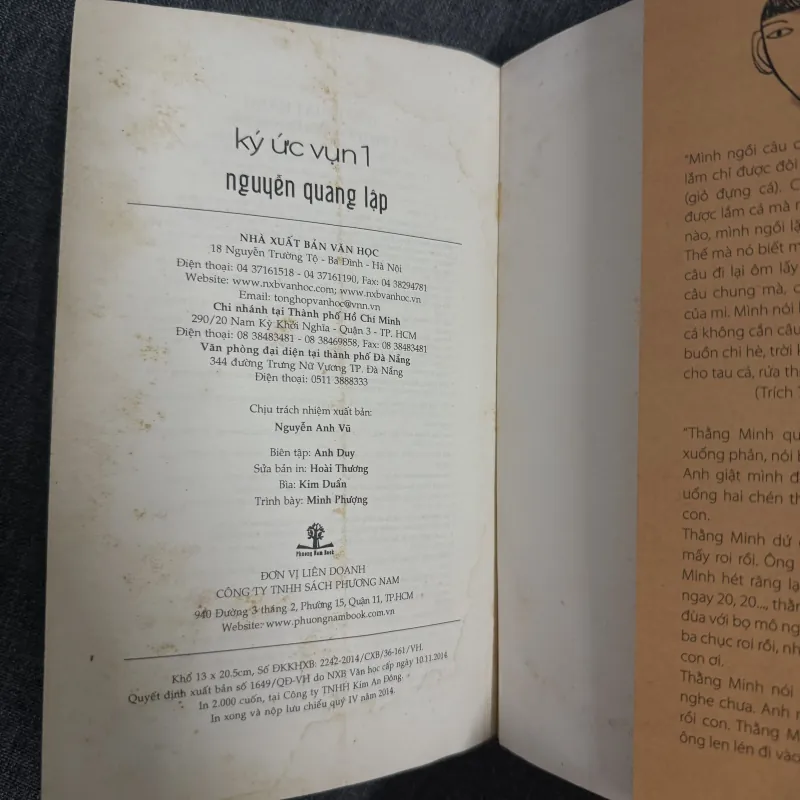 ký ức vụn 1
nguyễn quang lập
NHÀ XUẤT BẢN VĂN HỌC
18 Nguyễn Trường Tộ - Ba Đình - Hà Nội
Điện thoại: 04 37161518 - 04 37161190, Fax: 04 38294781
Website: www.nxbvanhoc.com; www.nxbvanhoc.vn
Email: tonghopvanhoc@vnn.vn
Chi nhánh tại Thành phố Hồ Chí Minh
290/20 Nam Kỳ Khởi Nghĩa - Quận 3 - TP. HCM
Điện thoại: 08 38483481 - 08 38469858, Fax: 08 38483481
Văn phòng đại diện tại thành phố Đà Nẵng
344 đường Trưng Nữ Vương TP. Đà Nẵng
Điện thoại: 0511 3888333
Chịu trách nhiệm xuất bản:
Nguyễn Anh Vũ
Biên tập: Anh Duy
Sửa bản in: Hoài Thương
Bìa: Kim Duẩn
Trình bày: Minh Phượng
Phuong Nam Book
ĐƠN VỊ LIÊN DOANH
CÔNG TY TNHH SÁCH PHƯƠNG NAM
940 Đường 3 tháng 2, Phường 15, Quận 11, TP.HCM
Website: www.phuongnambook.com.vn
Khổ 13 x 20.5cm, Số ĐKKHXB: 2242-2014/CXB/36-161/VH.
Quyết định xuất bản số 1649/QĐ-VH do NXB Văn học cấp ngày 10.11.2014
In 2.000 cuốn, tại Công ty TNHH Kim An Đông.
In xong và nộp lưu chiểu quý IV năm 2014.
"Mình ngồi câu
lắm chỉ được đôi
(giỏ đựng cá).
được lắm cá mà
nào, mình ngồi
Thế mà nó biết
câu đi lại ôm lấy
câu chung mà,
của mi. Mình nói
cá không cần câu
buồn chi hè, trời
cho tau cá, rứa
(Trích
"Thằng Minh
xuống phản, nói
Anh giật mình
uống hai chén
con.
Thằng Minh dứ
mấy roi rồi. Ông
Minh hét răng
ngay 20, 20..., thằn
đùa với bọ mô
ba chục roi rồi,
con ơi.
Thằng Minh nói
nghe chưa. Anh
rồi con. Thằng
ông len lén đi